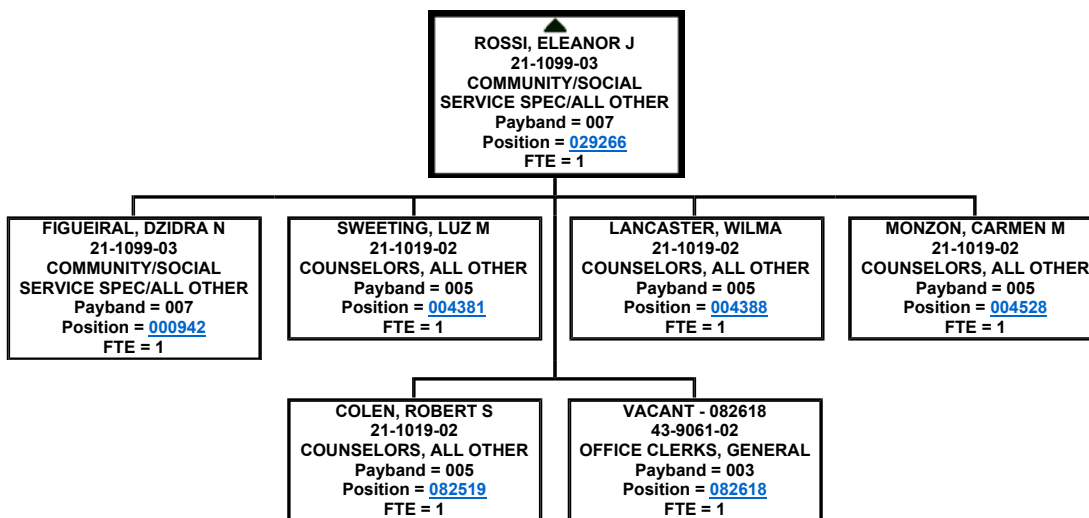 ROSSI, ELEANOR J
21-1099-03
COMMUNITY/SOCIAL
SERVICE SPEC/ALL OTHER
Payband = 007
Position = 029266
FTE = 1
FIGUEIRAL, DZIDRA N
21-1099-03
COMMUNITY/SOCIAL
SERVICE SPEC/ALL OTHER
Payband = 007
Position = 000942
FTE = 1
SWEETING, LUZ M
21-1019-02
COUNSELORS, ALL OTHER
Payband = 005
Position = 004381
FTE = 1
LANCASTER, WILMA
21-1019-02
COUNSELORS, ALL OTHER
Payband = 005
Position = 004388
FTE = 1
MONZON, CARMEN M
21-1019-02
COUNSELORS, ALL OTHER
Payband = 005
Position = 004528
FTE = 1
COLEN, ROBERT S
21-1019-02
COUNSELORS, ALL OTHER
Payband = 005
Position = 082519
FTE = 1
VACANT - 082618
43-9061-02
OFFICE CLERKS, GENERAL
Payband = 003
Position = 082618
FTE = 1